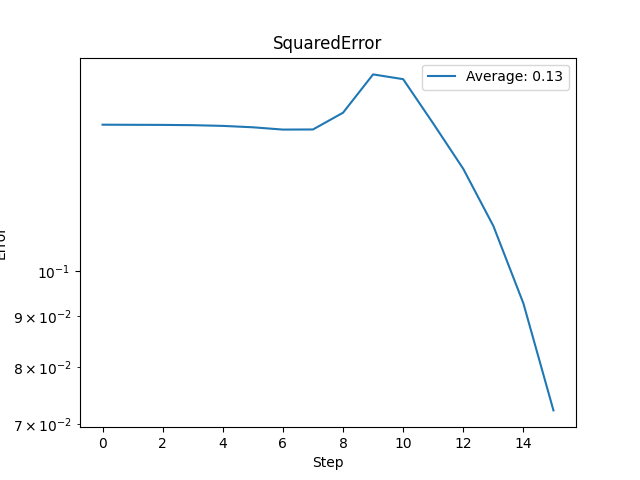 SquaredError
Average: 0.13
Error
10⁻¹
9 × 10⁻²
8 × 10⁻²
7 × 10⁻²
0 2 4 6 8 10 12 14
Step